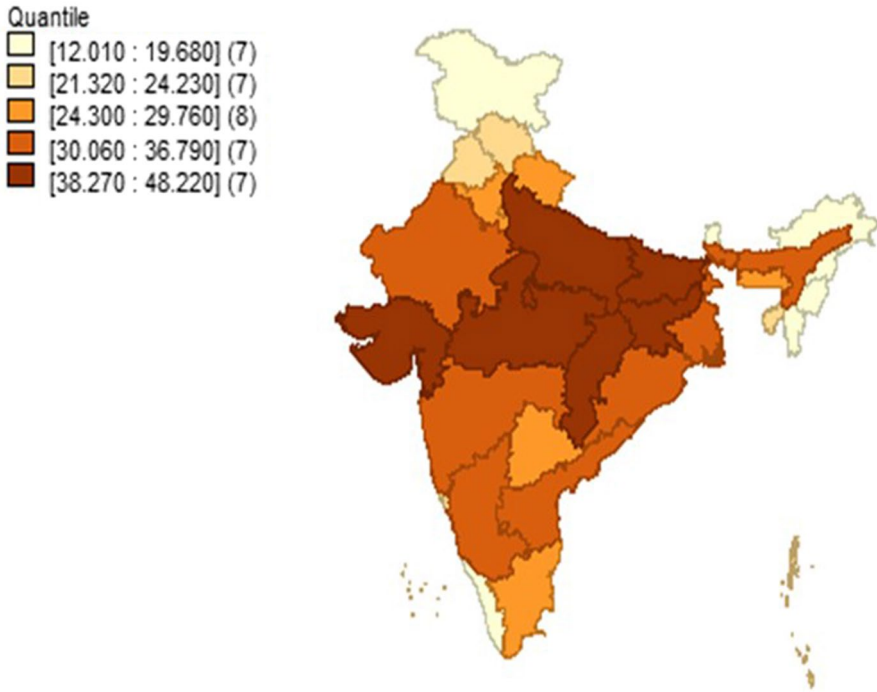 Quantile
[12.010 : 19.680] (7)
[21.320 : 24.230] (7)
[24.300 : 29.760] (8)
[30.060 : 36.790] (7)
[38.270 : 48.220] (7)